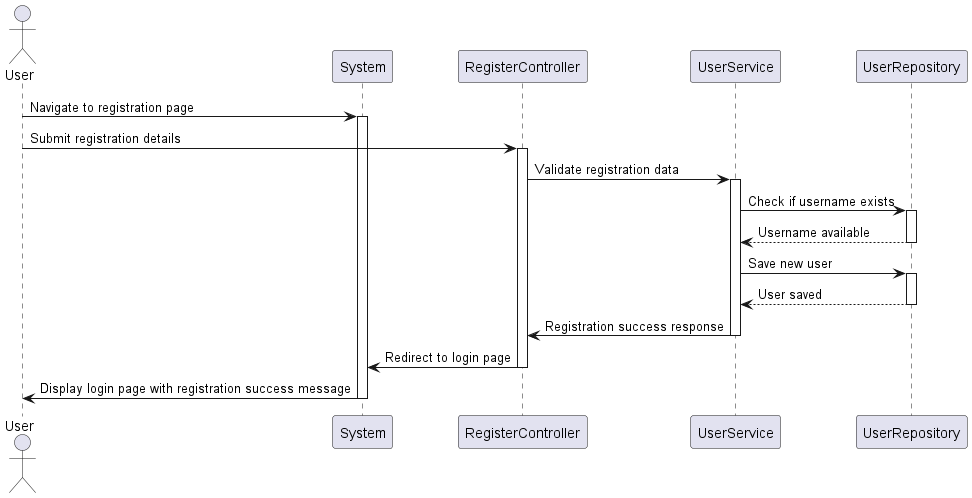 User
System
RegisterController
UserService
UserRepository
Navigate to registration page
Submit registration details
Validate registration data
Check if username exists
Username available
Save new user
User saved
Registration success response
Redirect to login page
Display login page with registration success message
User
System
RegisterController
UserService
UserRepository